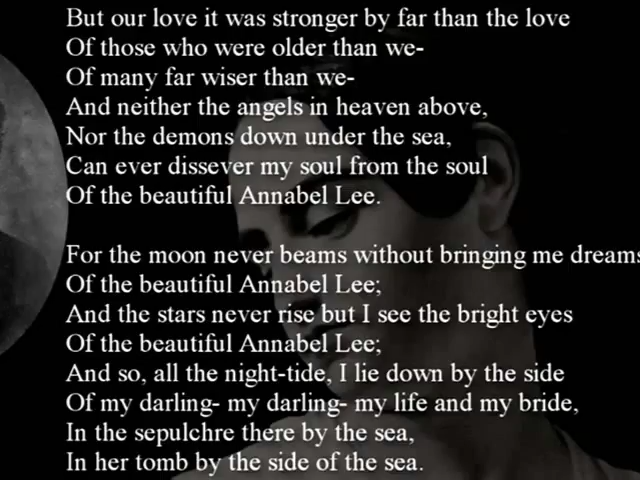 But our love it was stronger by far than the love
Of those who were older than we-
Of many far wiser than we-
And neither the angels in heaven above,
Nor the demons down under the sea,
Can ever dissever my soul from the soul
Of the beautiful Annabel Lee.
For the moon never beams without bringing me dreams
Of the beautiful Annabel Lee;
And the stars never rise but I see the bright eyes
Of the beautiful Annabel Lee;
And so, all the night-tide, I lie down by the side
Of my darling- my darling- my life and my bride,
In the sepulchre there by the sea,
In her tomb by the side of the sea.